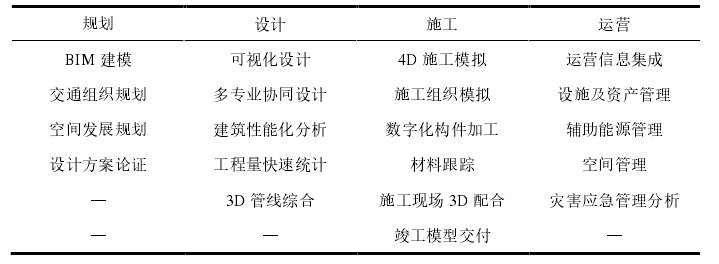 规划 设计 施工 运营
BIM 建模 可视化设计 4D 施工模拟 运营信息集成
交通组织规划 多专业协同设计 施工组织模拟 设施及资产管理
空间发展规划 建筑性能化分析 数字化构件加工 辅助能源管理
设计方案论证 工程量快速统计 材料跟踪 空间管理
— 3D 管线综合 施工现场 3D 配合 灾害应急管理分析
— — 竣工模型交付 —